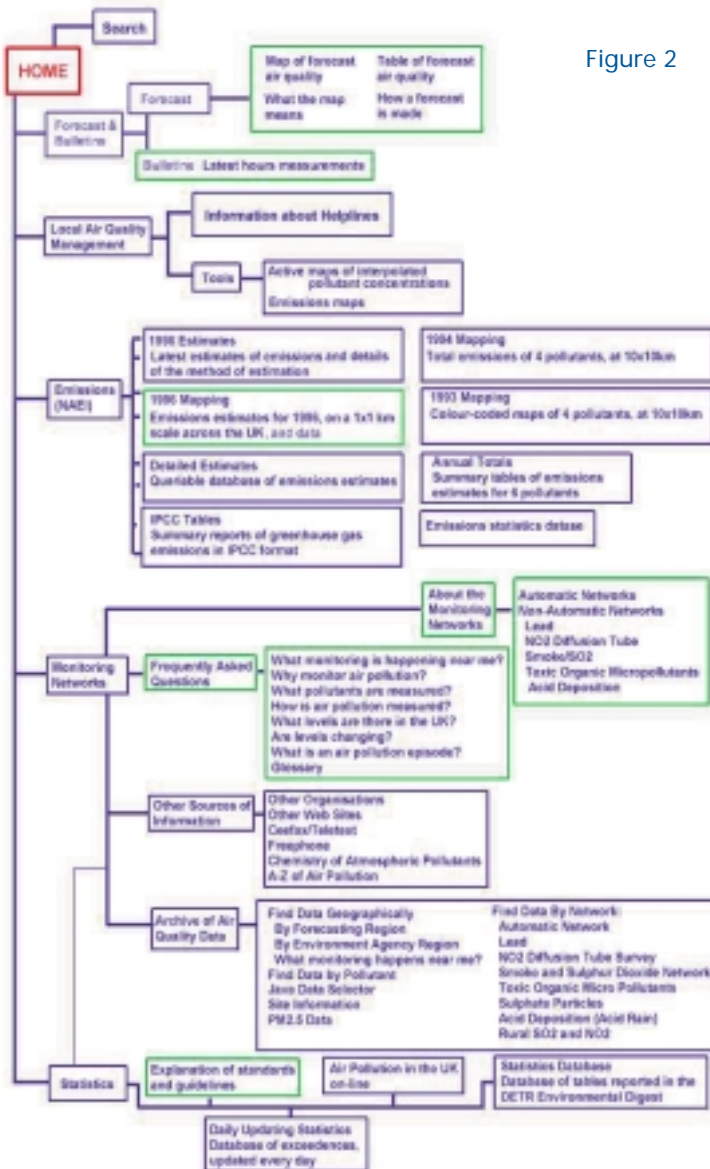 Search
Figure 2
HOME
Map of forecast
air quality
What the map
means
Table of forecast
air quality
How a forecast
is made
Forecast
Forecast &
Bulletins
Bulletins Latest hours measurements
Information about Helplines
Local Air Quality
Management
Tools
Active maps of interpolated
pollutant concentrations
Emissions maps
1996 Estimates
Latest estimates of emissions and details
of the method of estimation
1994 Mapping
Total emissions of 4 pollutants, at 10x10km
Emissions
(NAEI)
1996 Mapping
Emissions estimates for 1996, on a 1x1 km
scale across the UK, and data
1993 Mapping
Colour-coded maps of 4 pollutants, at 10x10km
Detailed Estimates
Queriable database of emissions estimates
Annual Totals
Summary tables of emissions
estimates for 6 pollutants
IPCC Tables
Summary reports of greenhouse gas
emissions in IPCC format
Emissions statistics datase
About the
Monitoring
Networks
Automatic Networks
Non-Automatic Networks
Lead
NO2 Diffusion Tube
Smoke/SO2
Toxic Organic Micropollutants
Acid Deposition
Monitoring
Networks
Frequently Asked
Questions
What monitoring is happening near me?
Why monitor air pollution?
What pollutants are measured?
How is air pollution measured?
What levels are there in the UK?
Are levels changing?
What is an air pollution episode?
Glossary
Other Sources of
Information
Other Organisations
Other Web Sites
Ceefax/Teletext
Freephone
Chemistry of Atmospheric Pollutants
A-Z of Air Pollution
Archive of Air
Quality Data
Find Data Geographically
By Forecasting Region
By Environment Agency Region
What monitoring happens near me?
Find Data by Pollutant
Java Data Selector
Site Information
PM2.5 Data
Find Data By Network:
Automatic Network
Lead
NO2 Diffusion Tube Survey
Smoke and Sulphur Dioxide Network
Toxic Organic Micro Pollutants
Sulphate Particles
Acid Deposition (Acid Rain)
Rural SO2 and NO2
Statistics
Explanation of standards
and guidelines
Air Pollution in the UK
on-line
Statistics Database
Database of tables reported in the
DETR Environmental Digest
Daily Updating Statistics
Database of exceedences,
updated every day